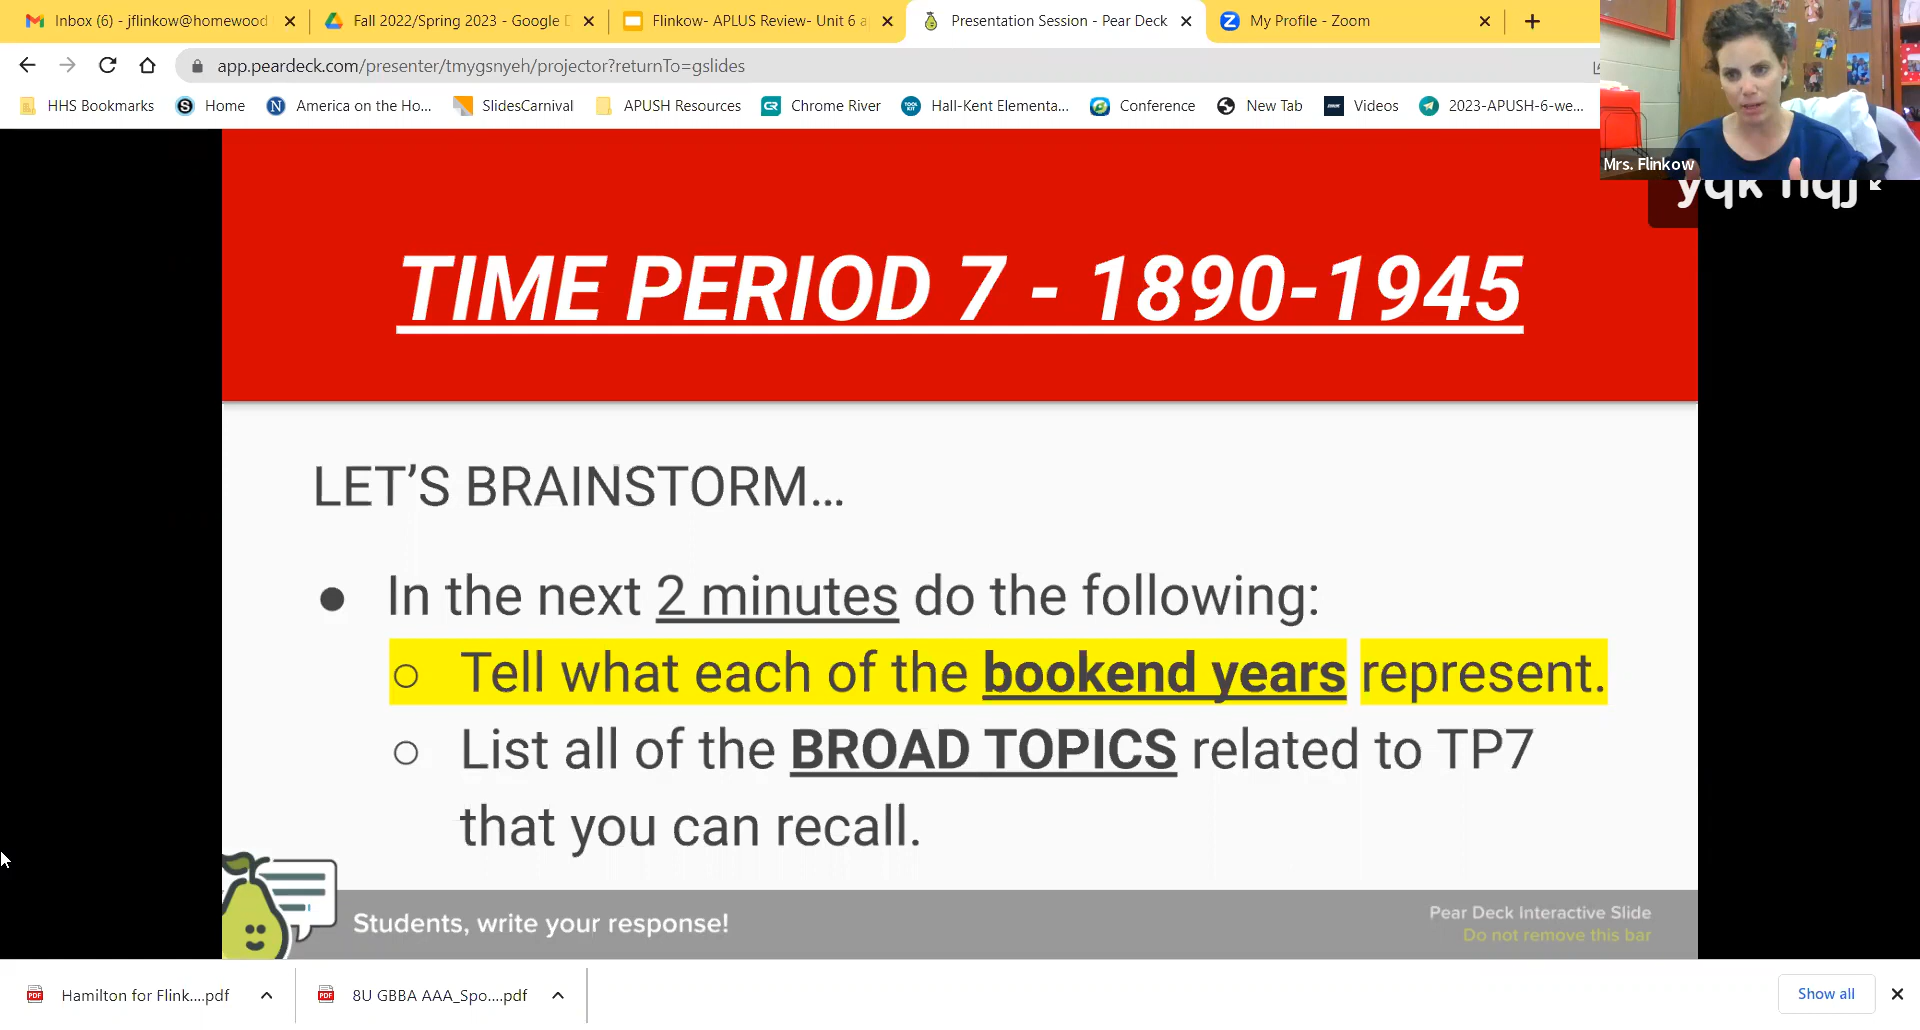 Inbox (6) - jflinkow@homewood
Fall 2022/Spring 2023 - Google D
Flinkow- APLUS Review- Unit 6 a
Presentation Session - Pear Deck
My Profile - Zoom
app.peardeck.com/presenter/tmygsnyeh/projector?returnTo=gslides
HHS Bookmarks
Home
America on the Ho...
SlidesCarnival
APUSH Resources
Chrome River
Hall-Kent Elementa...
Conference
New Tab
Videos
2023-APUSH-6-we...
Mrs. Flinkow
TIME PERIOD 7 - 1890-1945
LET’S BRAINSTORM...
● In the next 2 minutes do the following:
○ Tell what each of the bookend years represent.
○ List all of the BROAD TOPICS related to TP7
that you can recall.
Students, write your response!
Pear Deck Interactive Slide
Do not remove this bar
PDF Hamilton for Flink....pdf
PDF 8U GBBA AAA_Spo....pdf
Show all